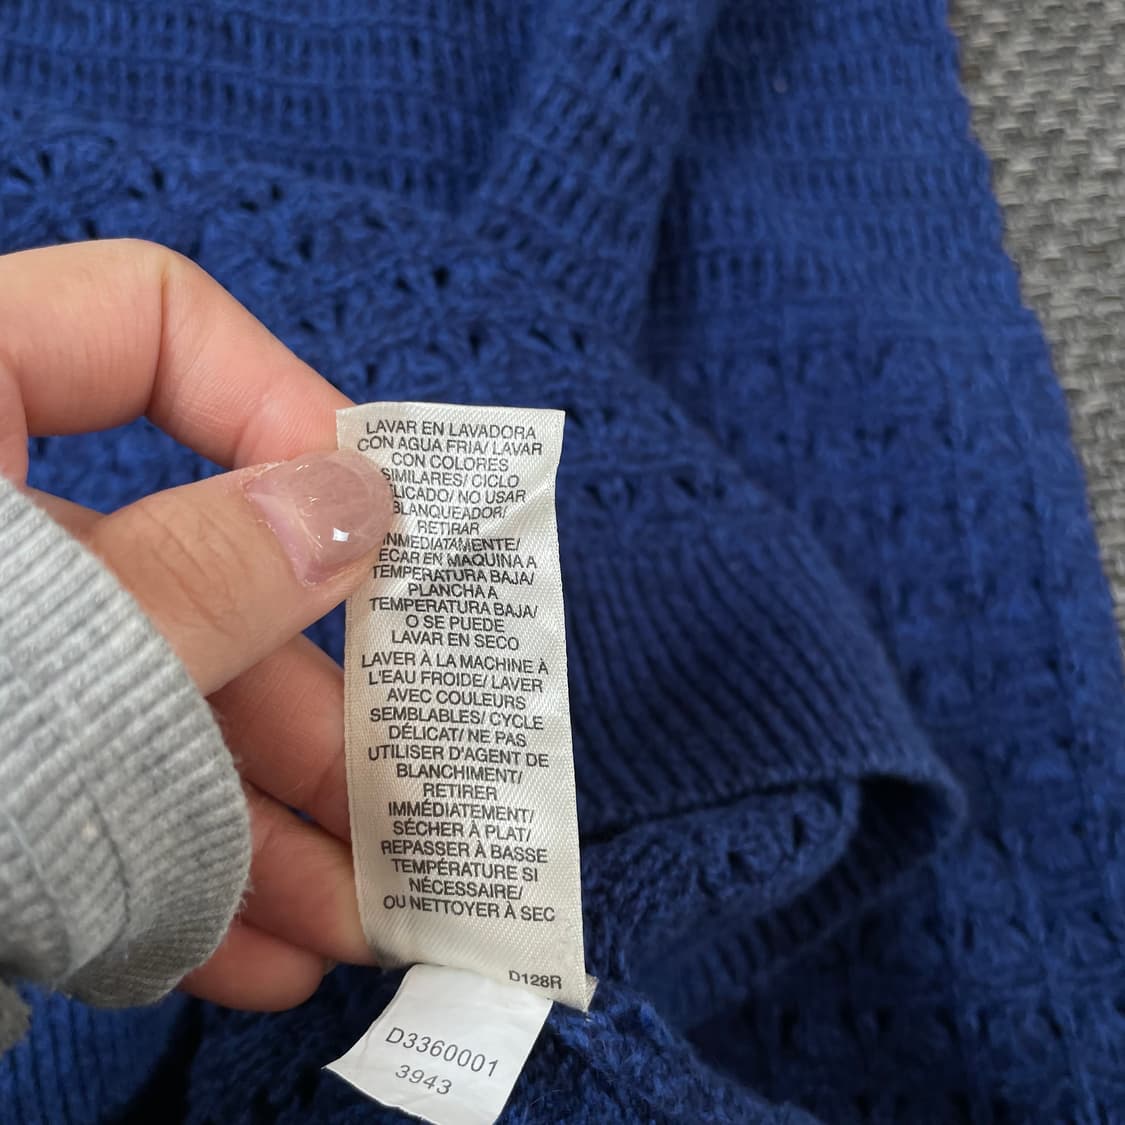 LAVAR EN LAVADORA
CON AGUA FRIA/ LAVAR
CON COLORES
SIMILARES/ CICLO
LICADO/ NO USAR
BLANQUEADOR/
RETIRAR
INMEDIATAMENTE/
ECAR EN MAQUINA A
TEMPERATURA BAJA/
PLANCHA A
TEMPERATURA BAJA/
O SE PUEDE
LAVAR EN SECO
LAVER À LA MACHINE À
L'EAU FROIDE/ LAVER
AVEC COULEURS
SEMBLABLES/ CYCLE
DÉLICAT/ NE PAS
UTILISER D'AGENT DE
BLANCHIMENT/
RETIRER
IMMÉDIATEMENT/
SÉCHER À PLAT/
REPASSER À BASSE
TEMPÉRATURE SI
NÉCESSAIRE/
OU NETTOYER À SEC
D128R
D3360001
3943